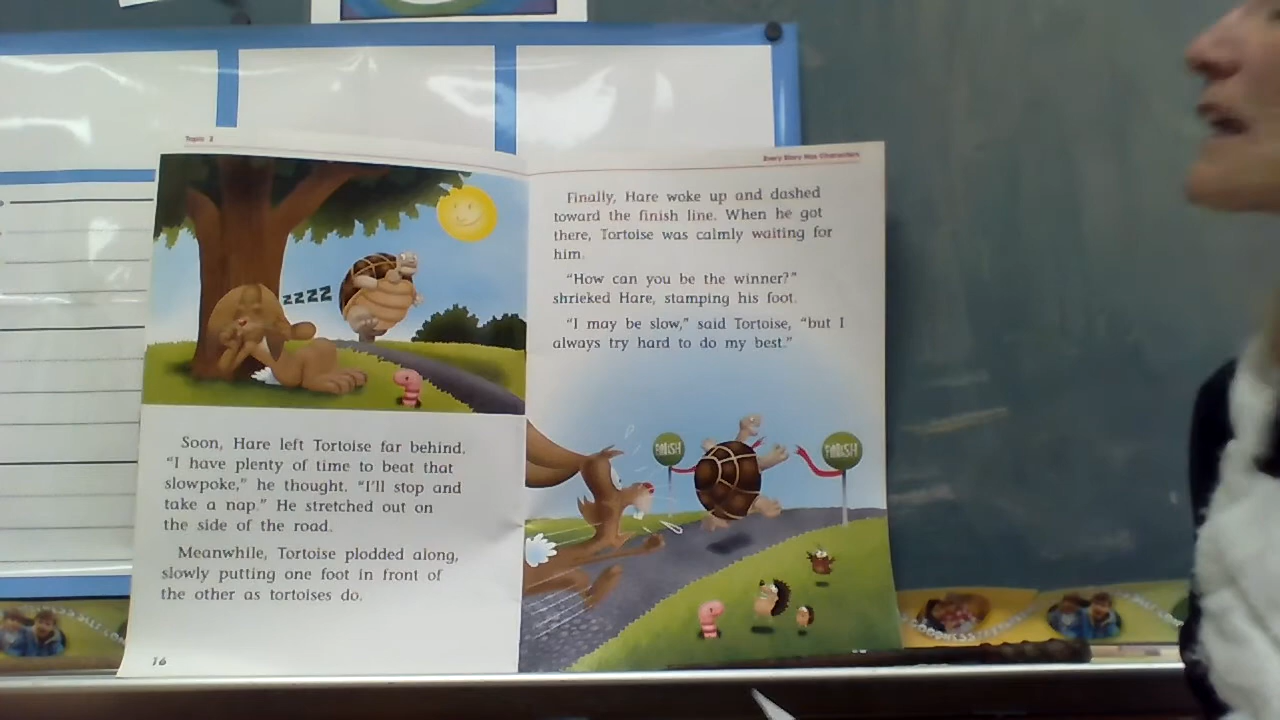 Topic 2
Every Story Has Characters
ZZZZ
Soon, Hare left Tortoise far behind.
"I have plenty of time to beat that
slowpoke," he thought. "I'll stop and
take a nap." He stretched out on
the side of the road.
Meanwhile, Tortoise plodded along,
slowly putting one foot in front of
the other as tortoises do.
16
Finally, Hare woke up and dashed
toward the finish line. When he got
there, Tortoise was calmly waiting for
him.
"How can you be the winner?"
shrieked Hare, stamping his foot.
"I may be slow," said Tortoise, "but I
always try hard to do my best."
FINISH
FINISH
GOODNESS